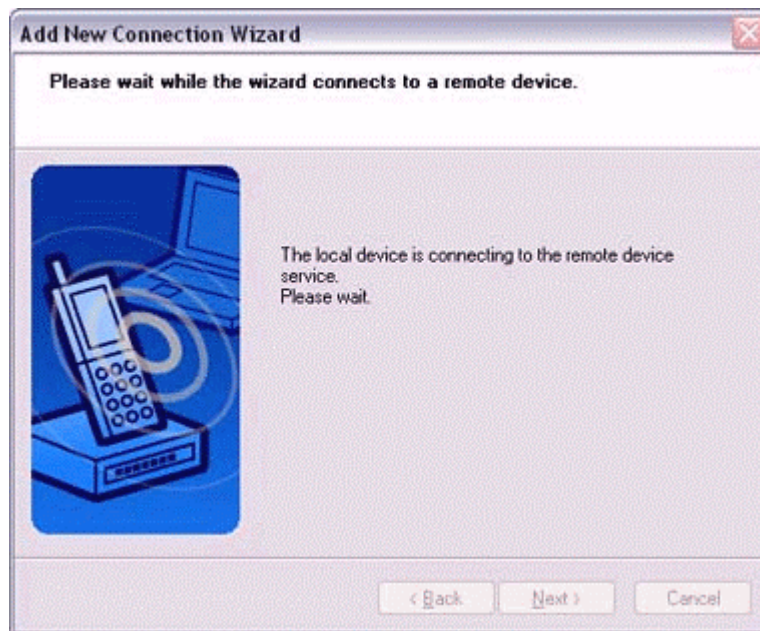 Add New Connection Wizard
Please wait while the wizard connects to a remote device.
The local device is connecting to the remote device
service.
Please wait.
< Back
Next >
Cancel